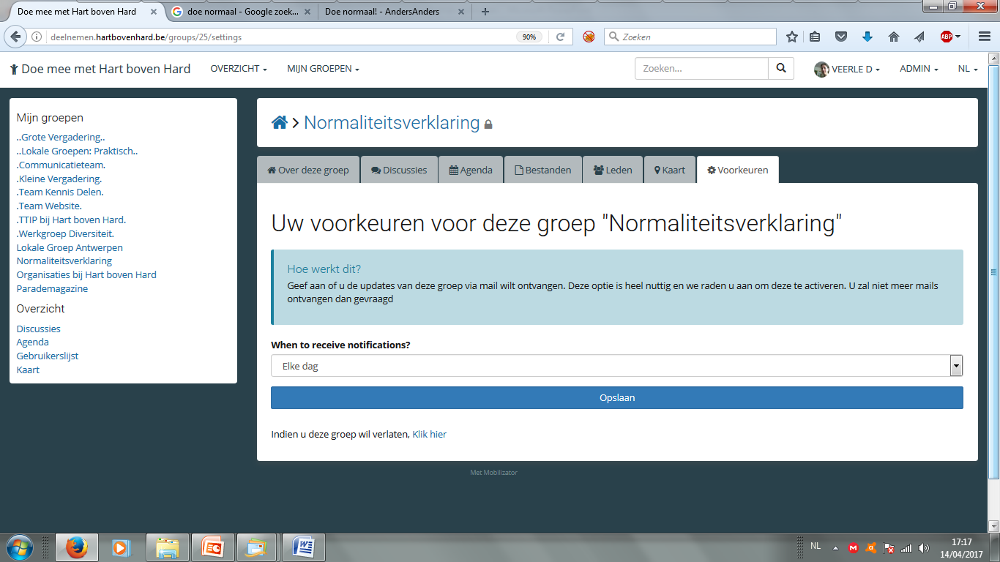 Doe mee met Hart boven Hard
doe normaal - Google zoek...
Doe normaal! - AndersAnders
deelnemen.hartbovenhard.be/groups/25/settings
90%
Zoeken
ABP
Doe mee met Hart boven Hard
OVERZICHT
MIJN GROEPEN
Zoeken...
VEERLE D
ADMIN
NL
Mijn groepen
..Grote Vergadering..
..Lokale Groepen: Praktisch..
.Communicatieteam.
.Kleine Vergadering.
.Team Kennis Delen.
.Team Website.
.TTIP bij Hart boven Hard.
.Werkgroep Diversiteit.
Lokale Groep Antwerpen
Normaliteitsverklaring
Organisaties bij Hart boven Hard
Parademagazine
Overzicht
Discussies
Agenda
Gebruikerslijst
Kaart
Normaliteitsverklaring
Over deze groep
Discussies
Agenda
Bestanden
Leden
Kaart
Voorkeuren
Uw voorkeuren voor deze groep "Normaliteitsverklaring"
Hoe werkt dit?
Geef aan of u de updates van deze groep via mail wilt ontvangen. Deze optie is heel nuttig en we raden u aan om deze te activeren. U zal niet meer mails
ontvangen dan gevraagd
When to receive notifications?
Elke dag
Opslaan
Indien u deze groep wil verlaten, Klik hier
Met Mobilizator
NL
17:17
14/04/2017